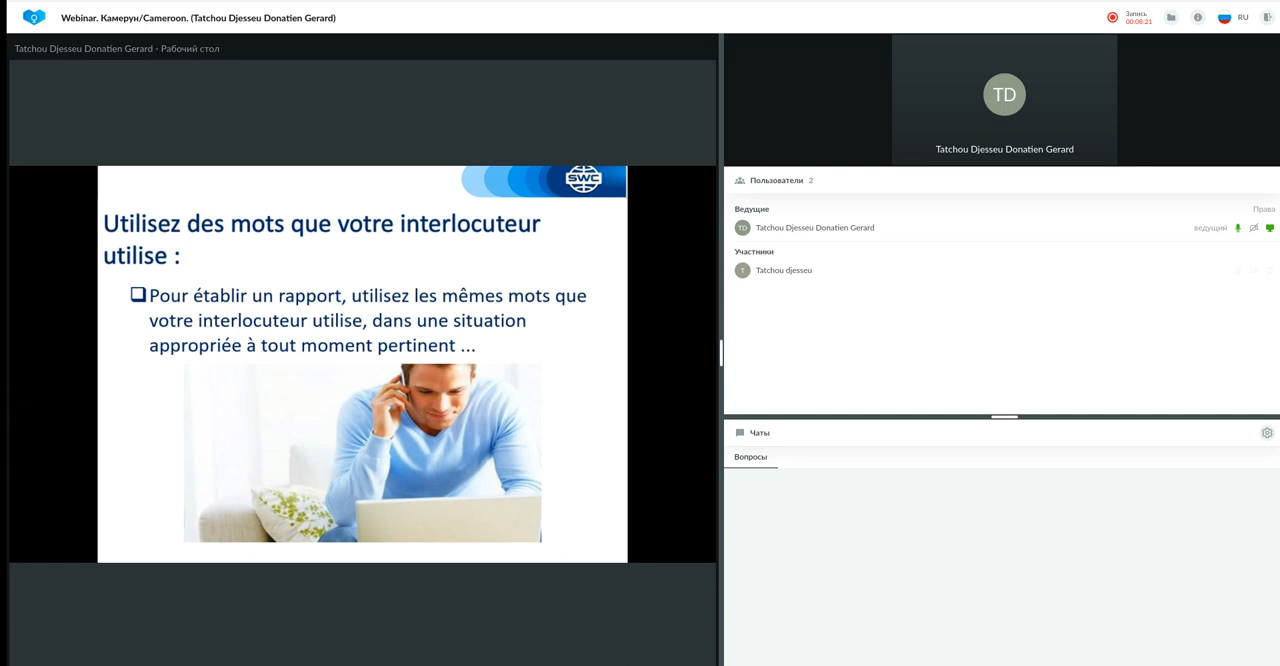 Webinar. Камерун/Cameroon. (Tatchou Djesseu Donatien Gerard)
Запись
00:08:21
RU
Tatchou Djesseu Donatien Gerard - Рабочий стол
SWC
Utilisez des mots que votre interlocuteur
utilise :
Pour établir un rapport, utilisez les mêmes mots que
votre interlocuteur utilise, dans une situation
appropriée à tout moment pertinent ...
TD
Tatchou Djesseu Donatien Gerard
Пользователи 2
Ведущие Права
TD Tatchou Djesseu Donatien Gerard ведущий
Участники
T Tatchou djesseu
Чаты
Вопросы